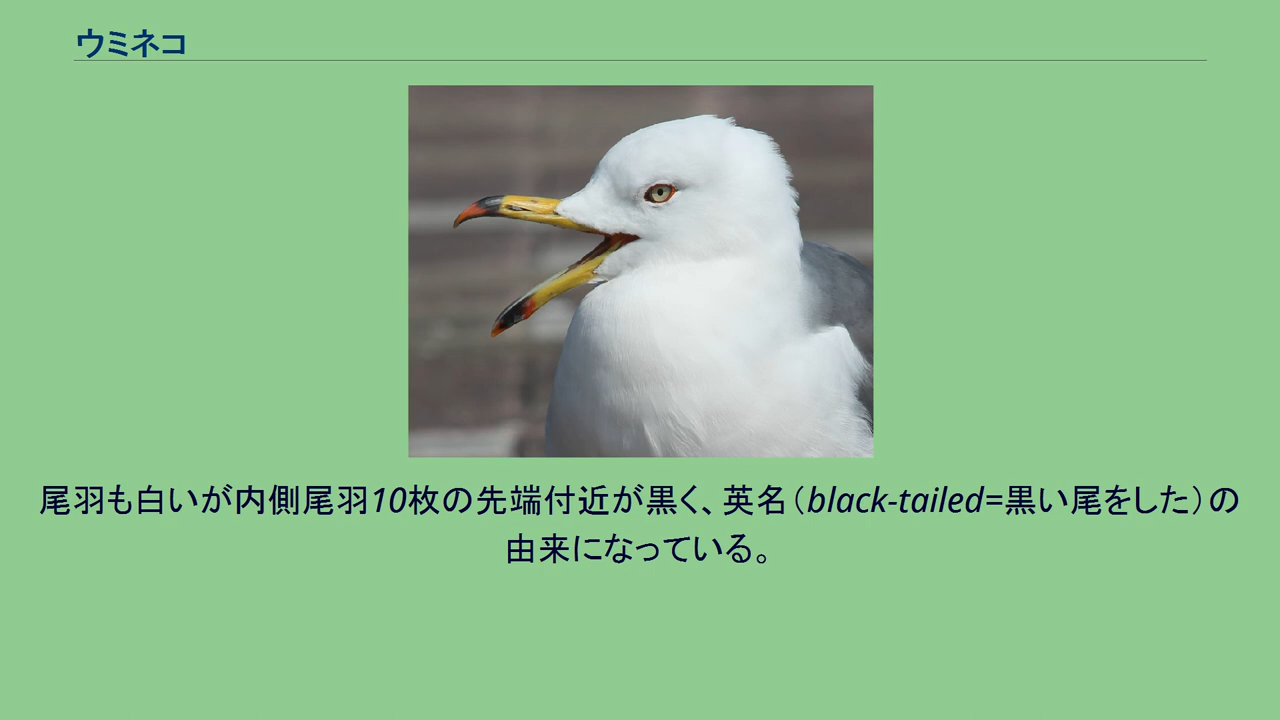 ウミネコ
尾羽も白いが内側尾羽10枚の先端付近が黒く、英名（black-tailed=黒い尾をした）の
由来になっている。